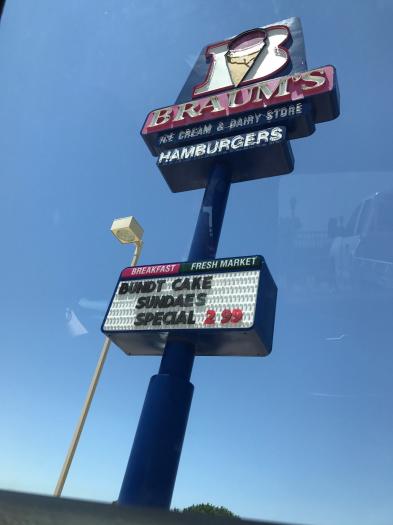 B
BRAUM'S
ICE CREAM & DAIRY STORE
HAMBURGERS
BREAKFAST FRESH MARKET
BUNDT CAKE
SUNDAES
SPECIAL 2 99